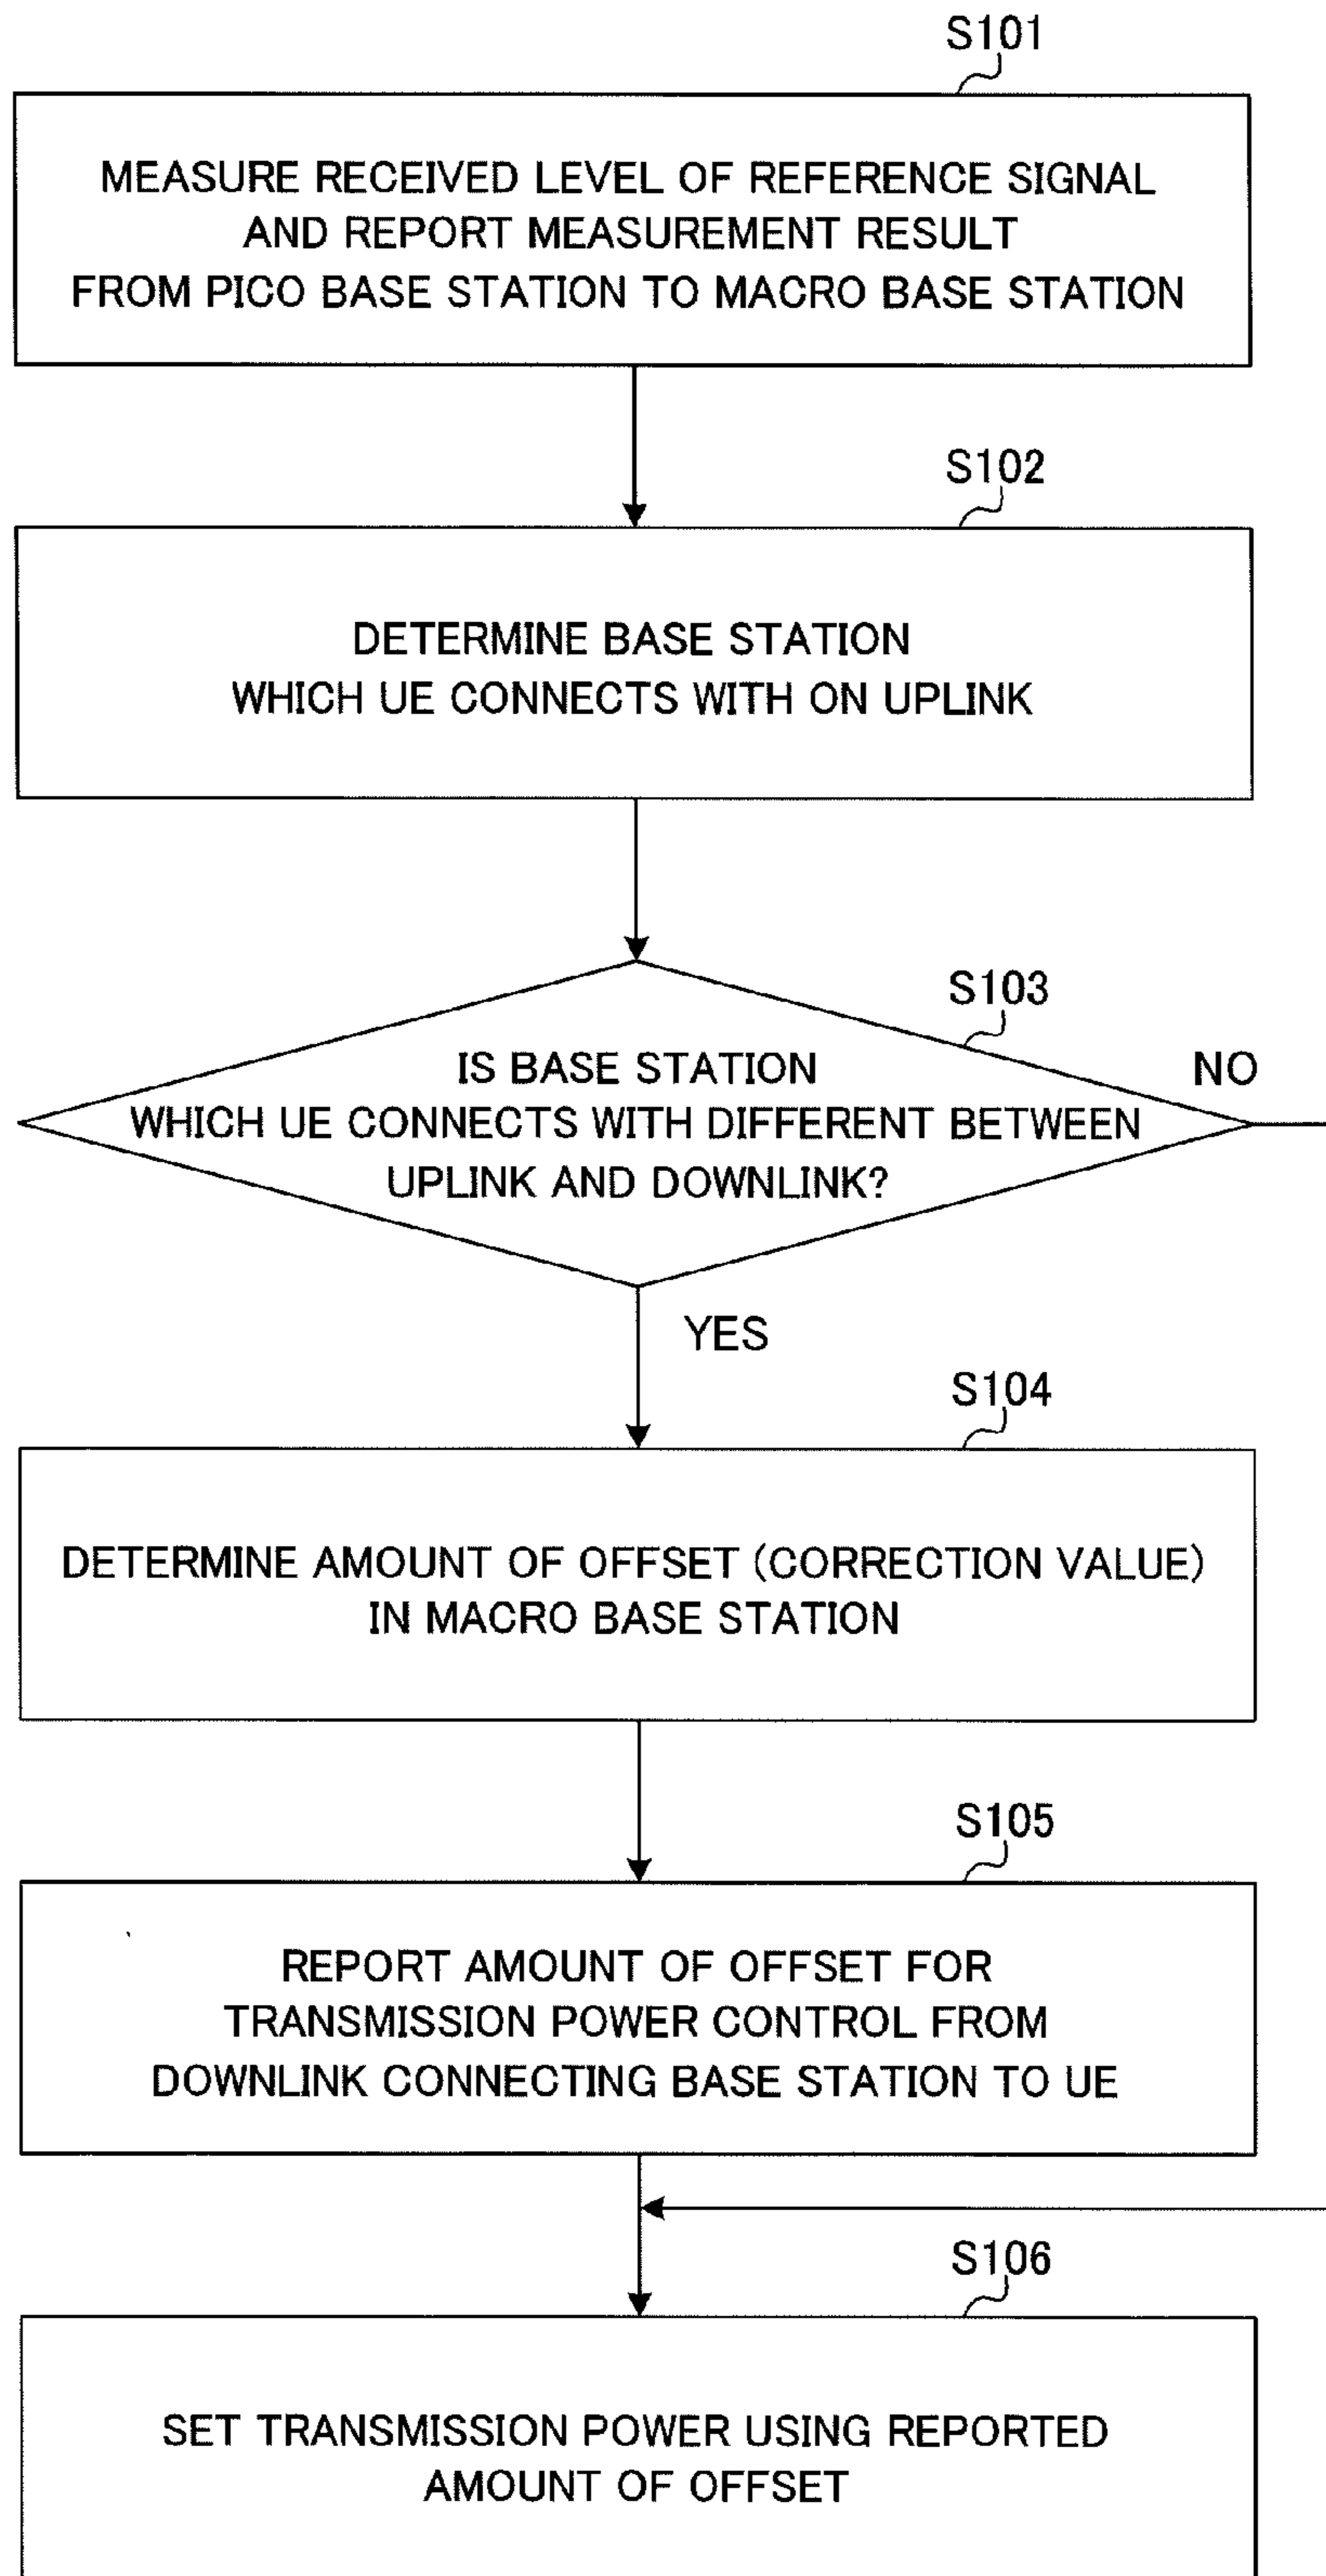 S101
MEASURE RECEIVED LEVEL OF REFERENCE SIGNAL
AND REPORT MEASUREMENT RESULT
FROM PICO BASE STATION TO MACRO BASE STATION
S102
DETERMINE BASE STATION
WHICH UE CONNECTS WITH ON UPLINK
S103
IS BASE STATION
WHICH UE CONNECTS WITH DIFFERENT BETWEEN
UPLINK AND DOWNLINK?
NO
YES
S104
DETERMINE AMOUNT OF OFFSET (CORRECTION VALUE)
IN MACRO BASE STATION
S105
REPORT AMOUNT OF OFFSET FOR
TRANSMISSION POWER CONTROL FROM
DOWNLINK CONNECTING BASE STATION TO UE
S106
SET TRANSMISSION POWER USING REPORTED
AMOUNT OF OFFSET